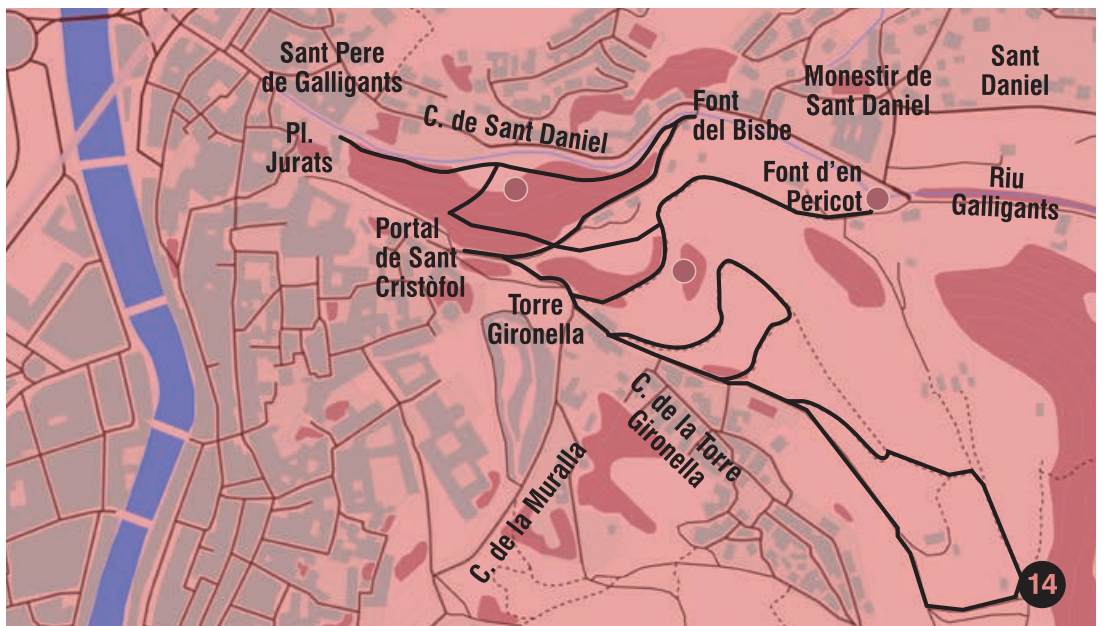 Sant Pere
de Galligants
C. de Sant Daniel
Pl.
Jurats
Font
del Bisbe
Monestir de
Sant Daniel
Sant
Daniel
Font d'en
Pericot
Riu
Galligants
Portal
de Sant
Cristòfol
Torre
Gironella
C. de la Torre
Gironella
C. de la Muralla
14